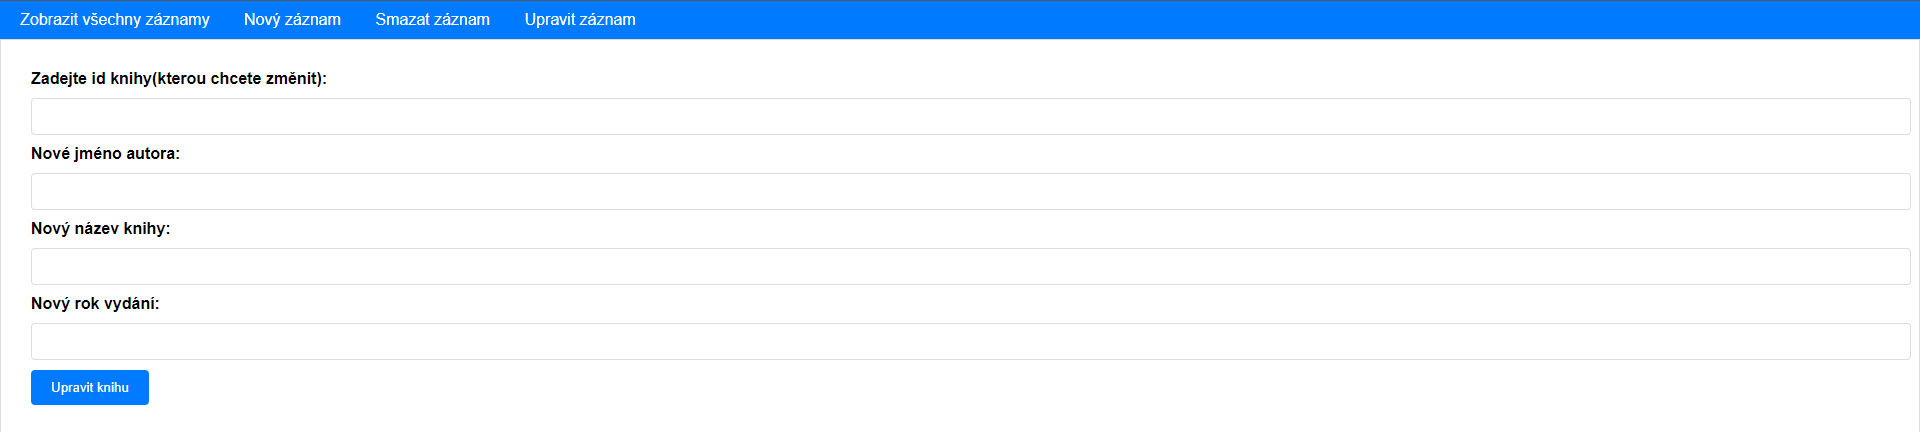 Zobrazit všechny záznamy Nový záznam Smazat záznam Upravit záznam
Zadejte id knihy(kterou chcete změnit):
Nové jméno autora:
Nový název knihy:
Nový rok vydání:
Upravit knihu